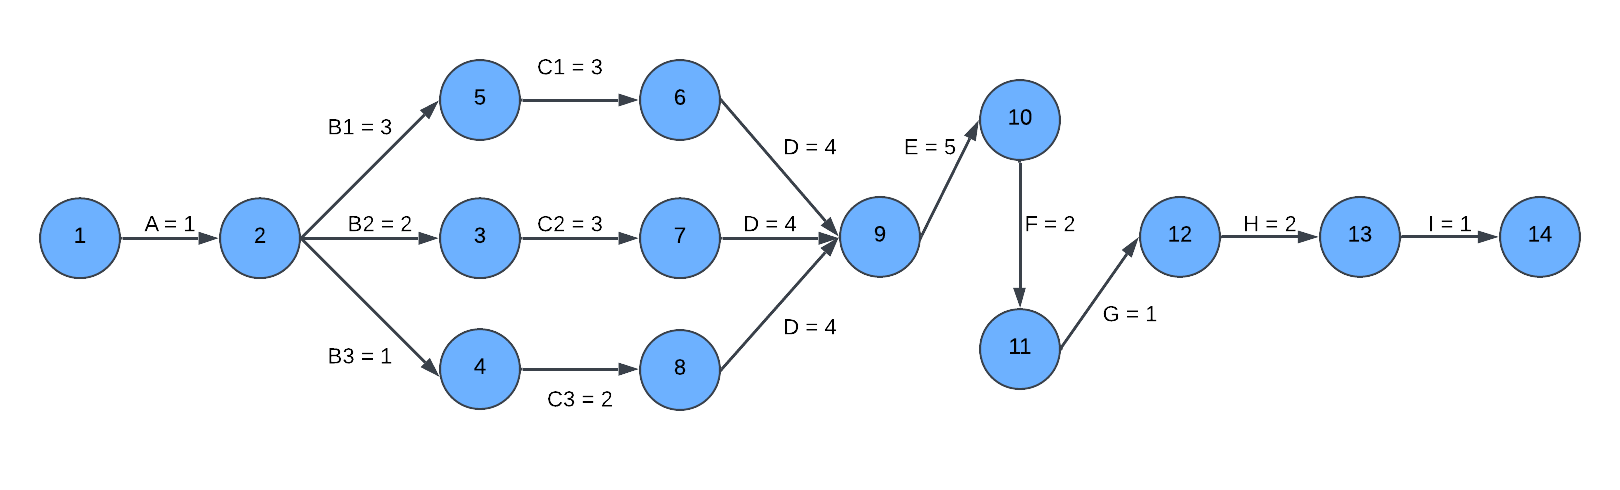 C1 = 3
5
6
10
B1 = 3
D = 4
E = 5
1
A = 1
2
B2 = 2
3
C2 = 3
7
D = 4
9
F = 2
12
H = 2
13
I = 1
14
G = 1
D = 4
11
B3 = 1
4
8
C3 = 2